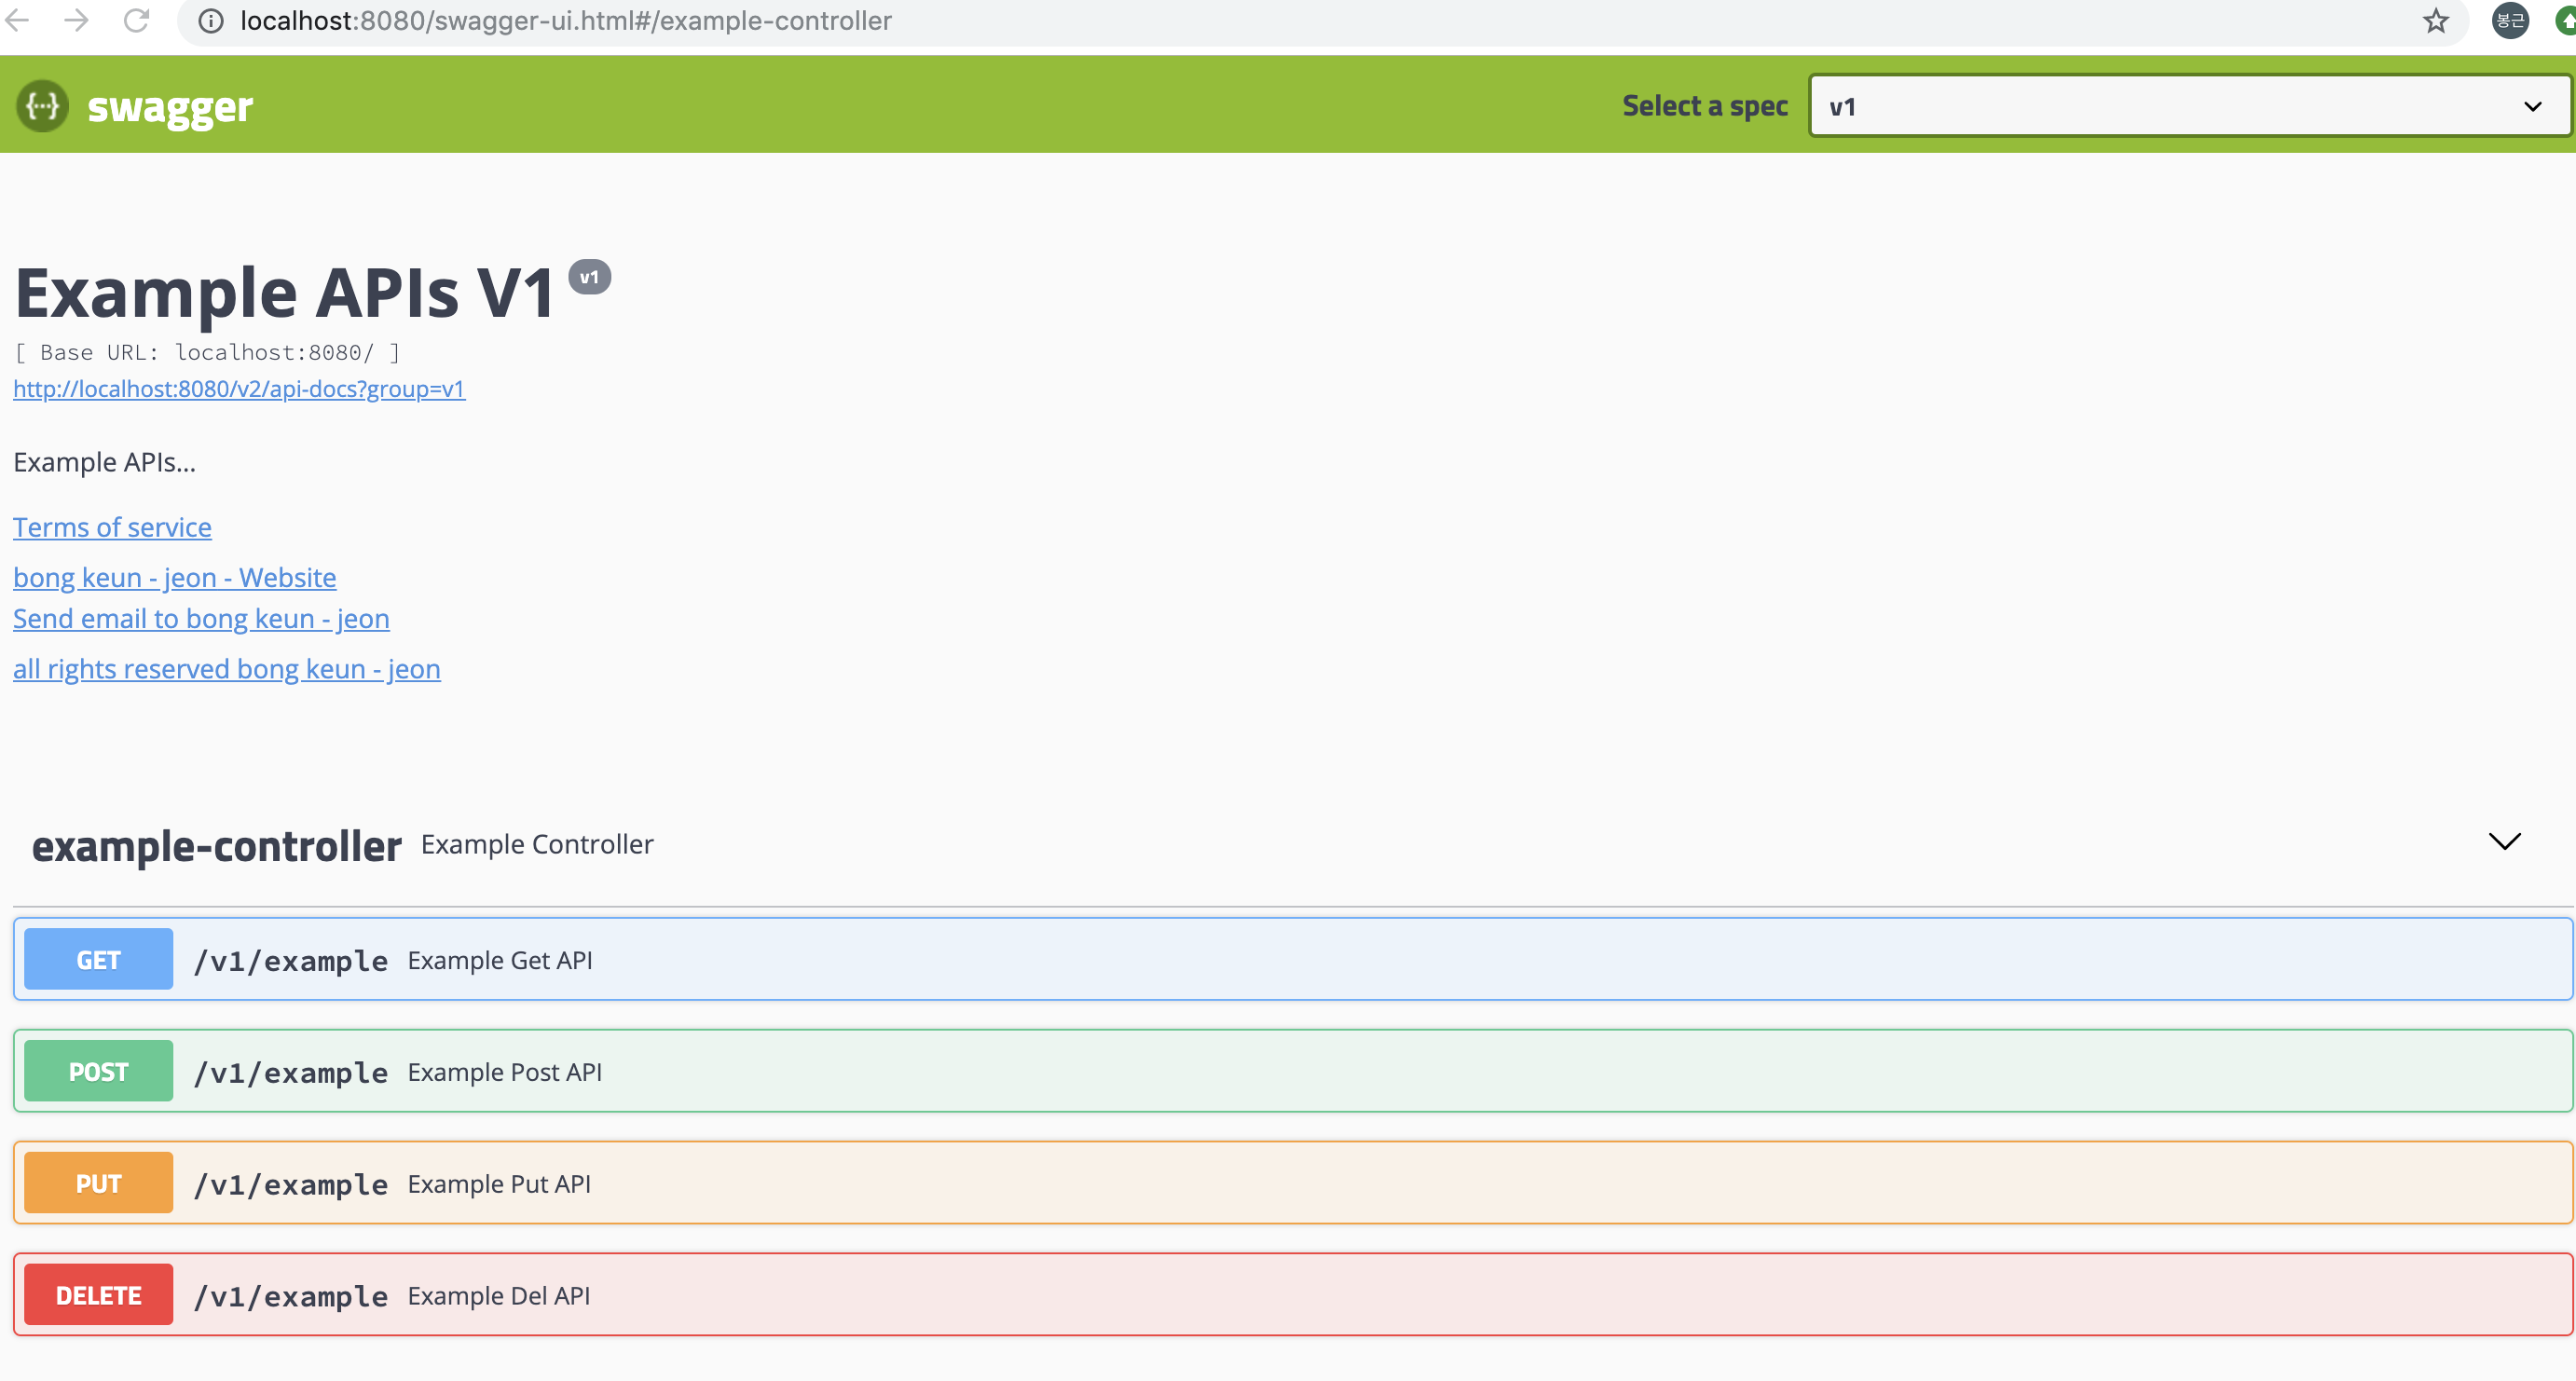 localhost:8080/swagger-ui.html#/example-controller
봉근
{...} swagger
Select a spec
v1
Example APIs V1 v1
[ Base URL: localhost:8080/ ]
http://localhost:8080/v2/api-docs?group=v1
Example APIs...
Terms of service
bong keun - jeon - Website
Send email to bong keun - jeon
all rights reserved bong keun - jeon
example-controller Example Controller
GET /v1/example Example Get API
POST /v1/example Example Post API
PUT /v1/example Example Put API
DELETE /v1/example Example Del API